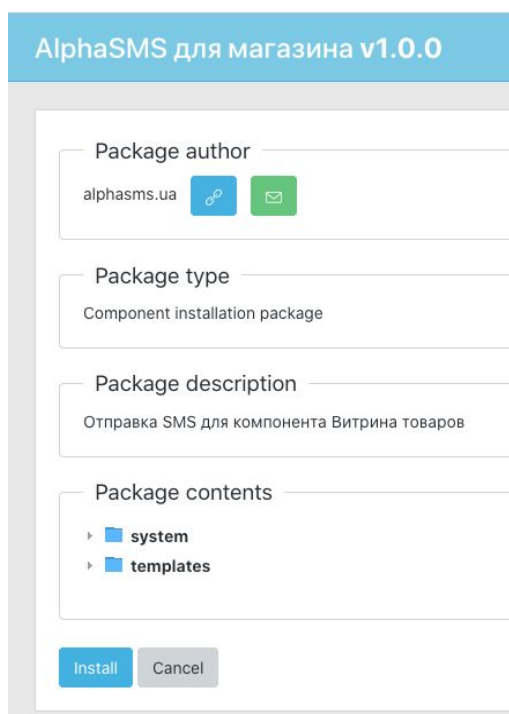 AlphaSMS для магазина v1.0.0
Package author
alphasms.ua
Package type
Component installation package
Package description
Отправка SMS для компонента Витрина товаров
Package contents
system
templates
Install Cancel